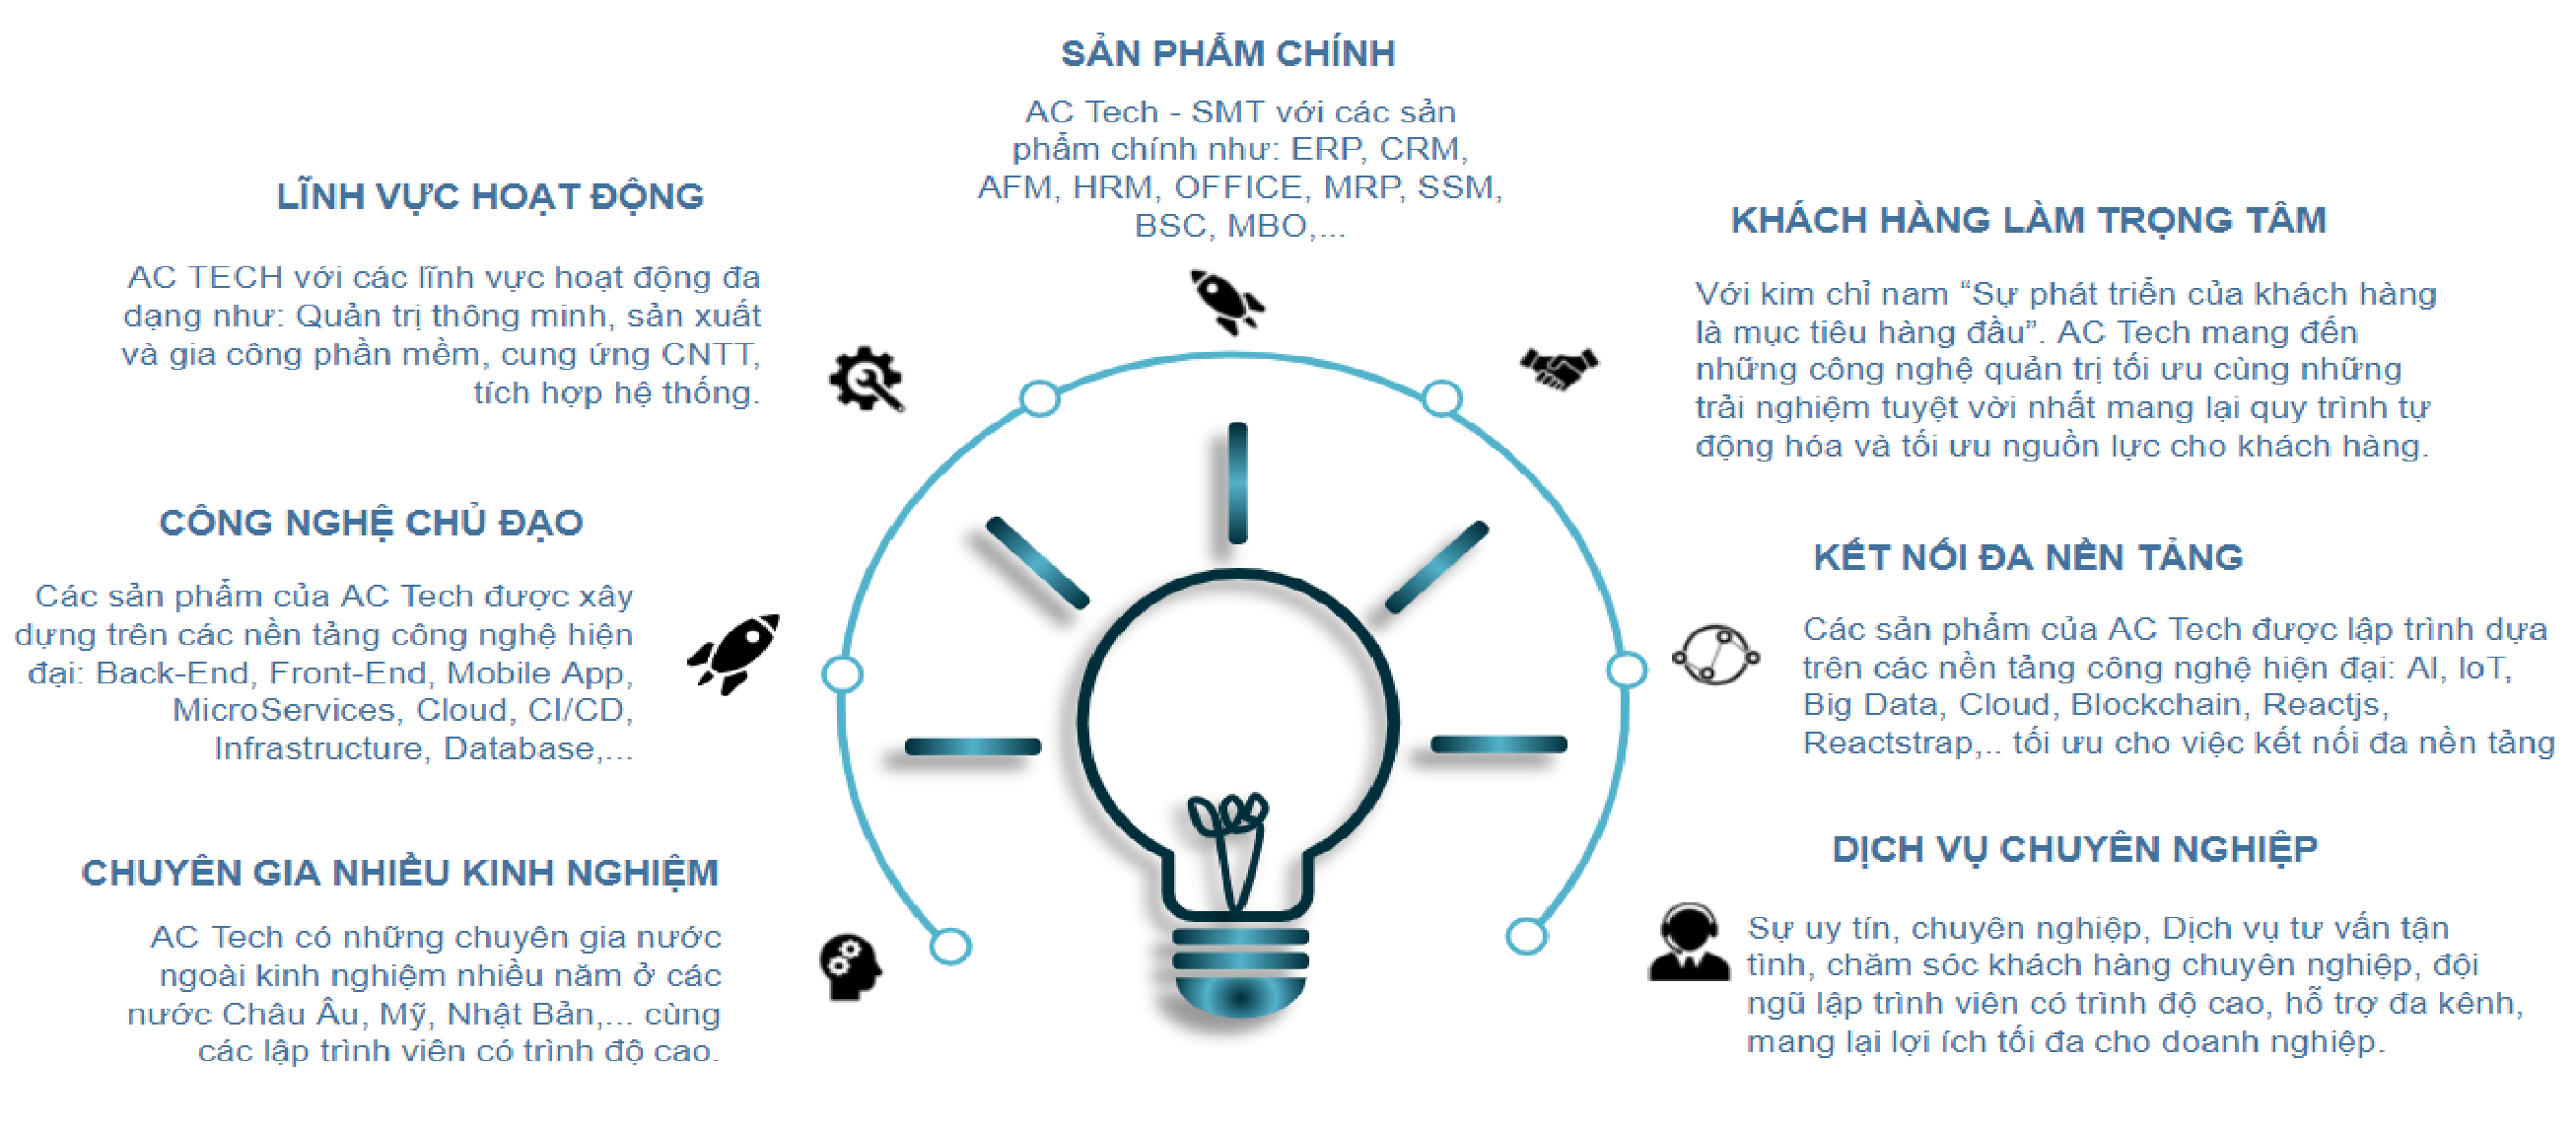 SẢN PHẨM CHÍNH
AC Tech - SMT với các sản
phẩm chính như: ERP, CRM,
AFM, HRM, OFFICE, MRP, SSM,
BSC, MBO,...
LĨNH VỰC HOẠT ĐỘNG
AC TECH với các lĩnh vực hoạt động đa
dạng như: Quản trị thông minh, sản xuất
và gia công phần mềm, cung ứng CNTT,
tích hợp hệ thống.
CÔNG NGHỆ CHỦ ĐẠO
Các sản phẩm của AC Tech được xây
dựng trên các nền tảng công nghệ hiện
đại: Back-End, Front-End, Mobile App,
MicroServices, Cloud, CI/CD,
Infrastructure, Database,...
CHUYÊN GIA NHIỀU KINH NGHIỆM
AC Tech có những chuyên gia nước
ngoài kinh nghiệm nhiều năm ở các
nước Châu Âu, Mỹ, Nhật Bản,... cùng
các lập trình viên có trình độ cao.
KHÁCH HÀNG LÀM TRỌNG TÂM
Với kim chỉ nam “Sự phát triển của khách hàng
là mục tiêu hàng đầu”. AC Tech mang đến
những công nghệ quản trị tối ưu cùng những
trải nghiệm tuyệt vời nhất mang lại quy trình tự
động hóa và tối ưu nguồn lực cho khách hàng.
KẾT NỐI ĐA NỀN TẢNG
Các sản phẩm của AC Tech được lập trình dựa
trên các nền tảng công nghệ hiện đại: AI, IoT,
Big Data, Cloud, Blockchain, Reactjs,
Reactstrap,.. tối ưu cho việc kết nối đa nền tảng
DỊCH VỤ CHUYÊN NGHIỆP
Sự uy tín, chuyên nghiệp, Dịch vụ tư vấn tận
tình, chăm sóc khách hàng chuyên nghiệp, đội
ngũ lập trình viên có trình độ cao, hỗ trợ đa kênh,
mang lại lợi ích tối đa cho doanh nghiệp.